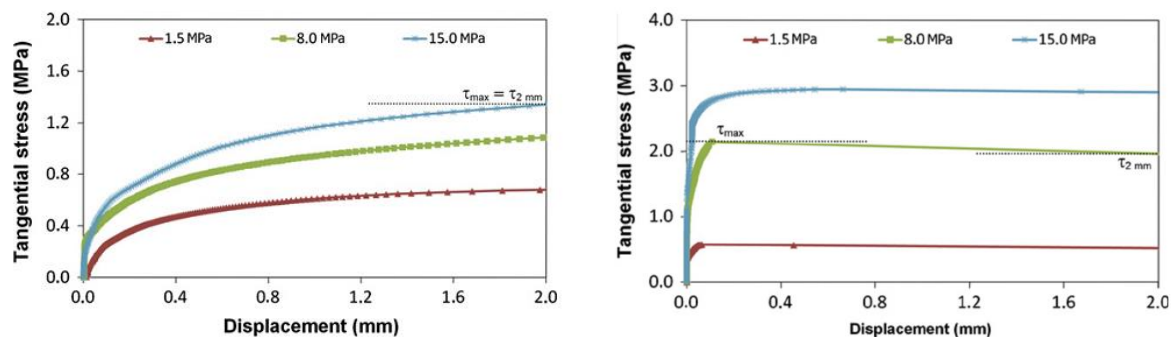 2.0
1.6
1.2
0.8
0.4
0.0
Tangential stress (MPa)
1.5 MPa 8.0 MPa 15.0 MPa
τmax = τ2 mm
0.0 0.4 0.8 1.2 1.6 2.0
Displacement (mm)
4.0
3.0
2.0
1.0
0.0
Tangential stress (MPa)
1.5 MPa 8.0 MPa 15.0 MPa
τmax
τ2 mm
0.0 0.4 0.8 1.2 1.6 2.0
Displacement (mm)